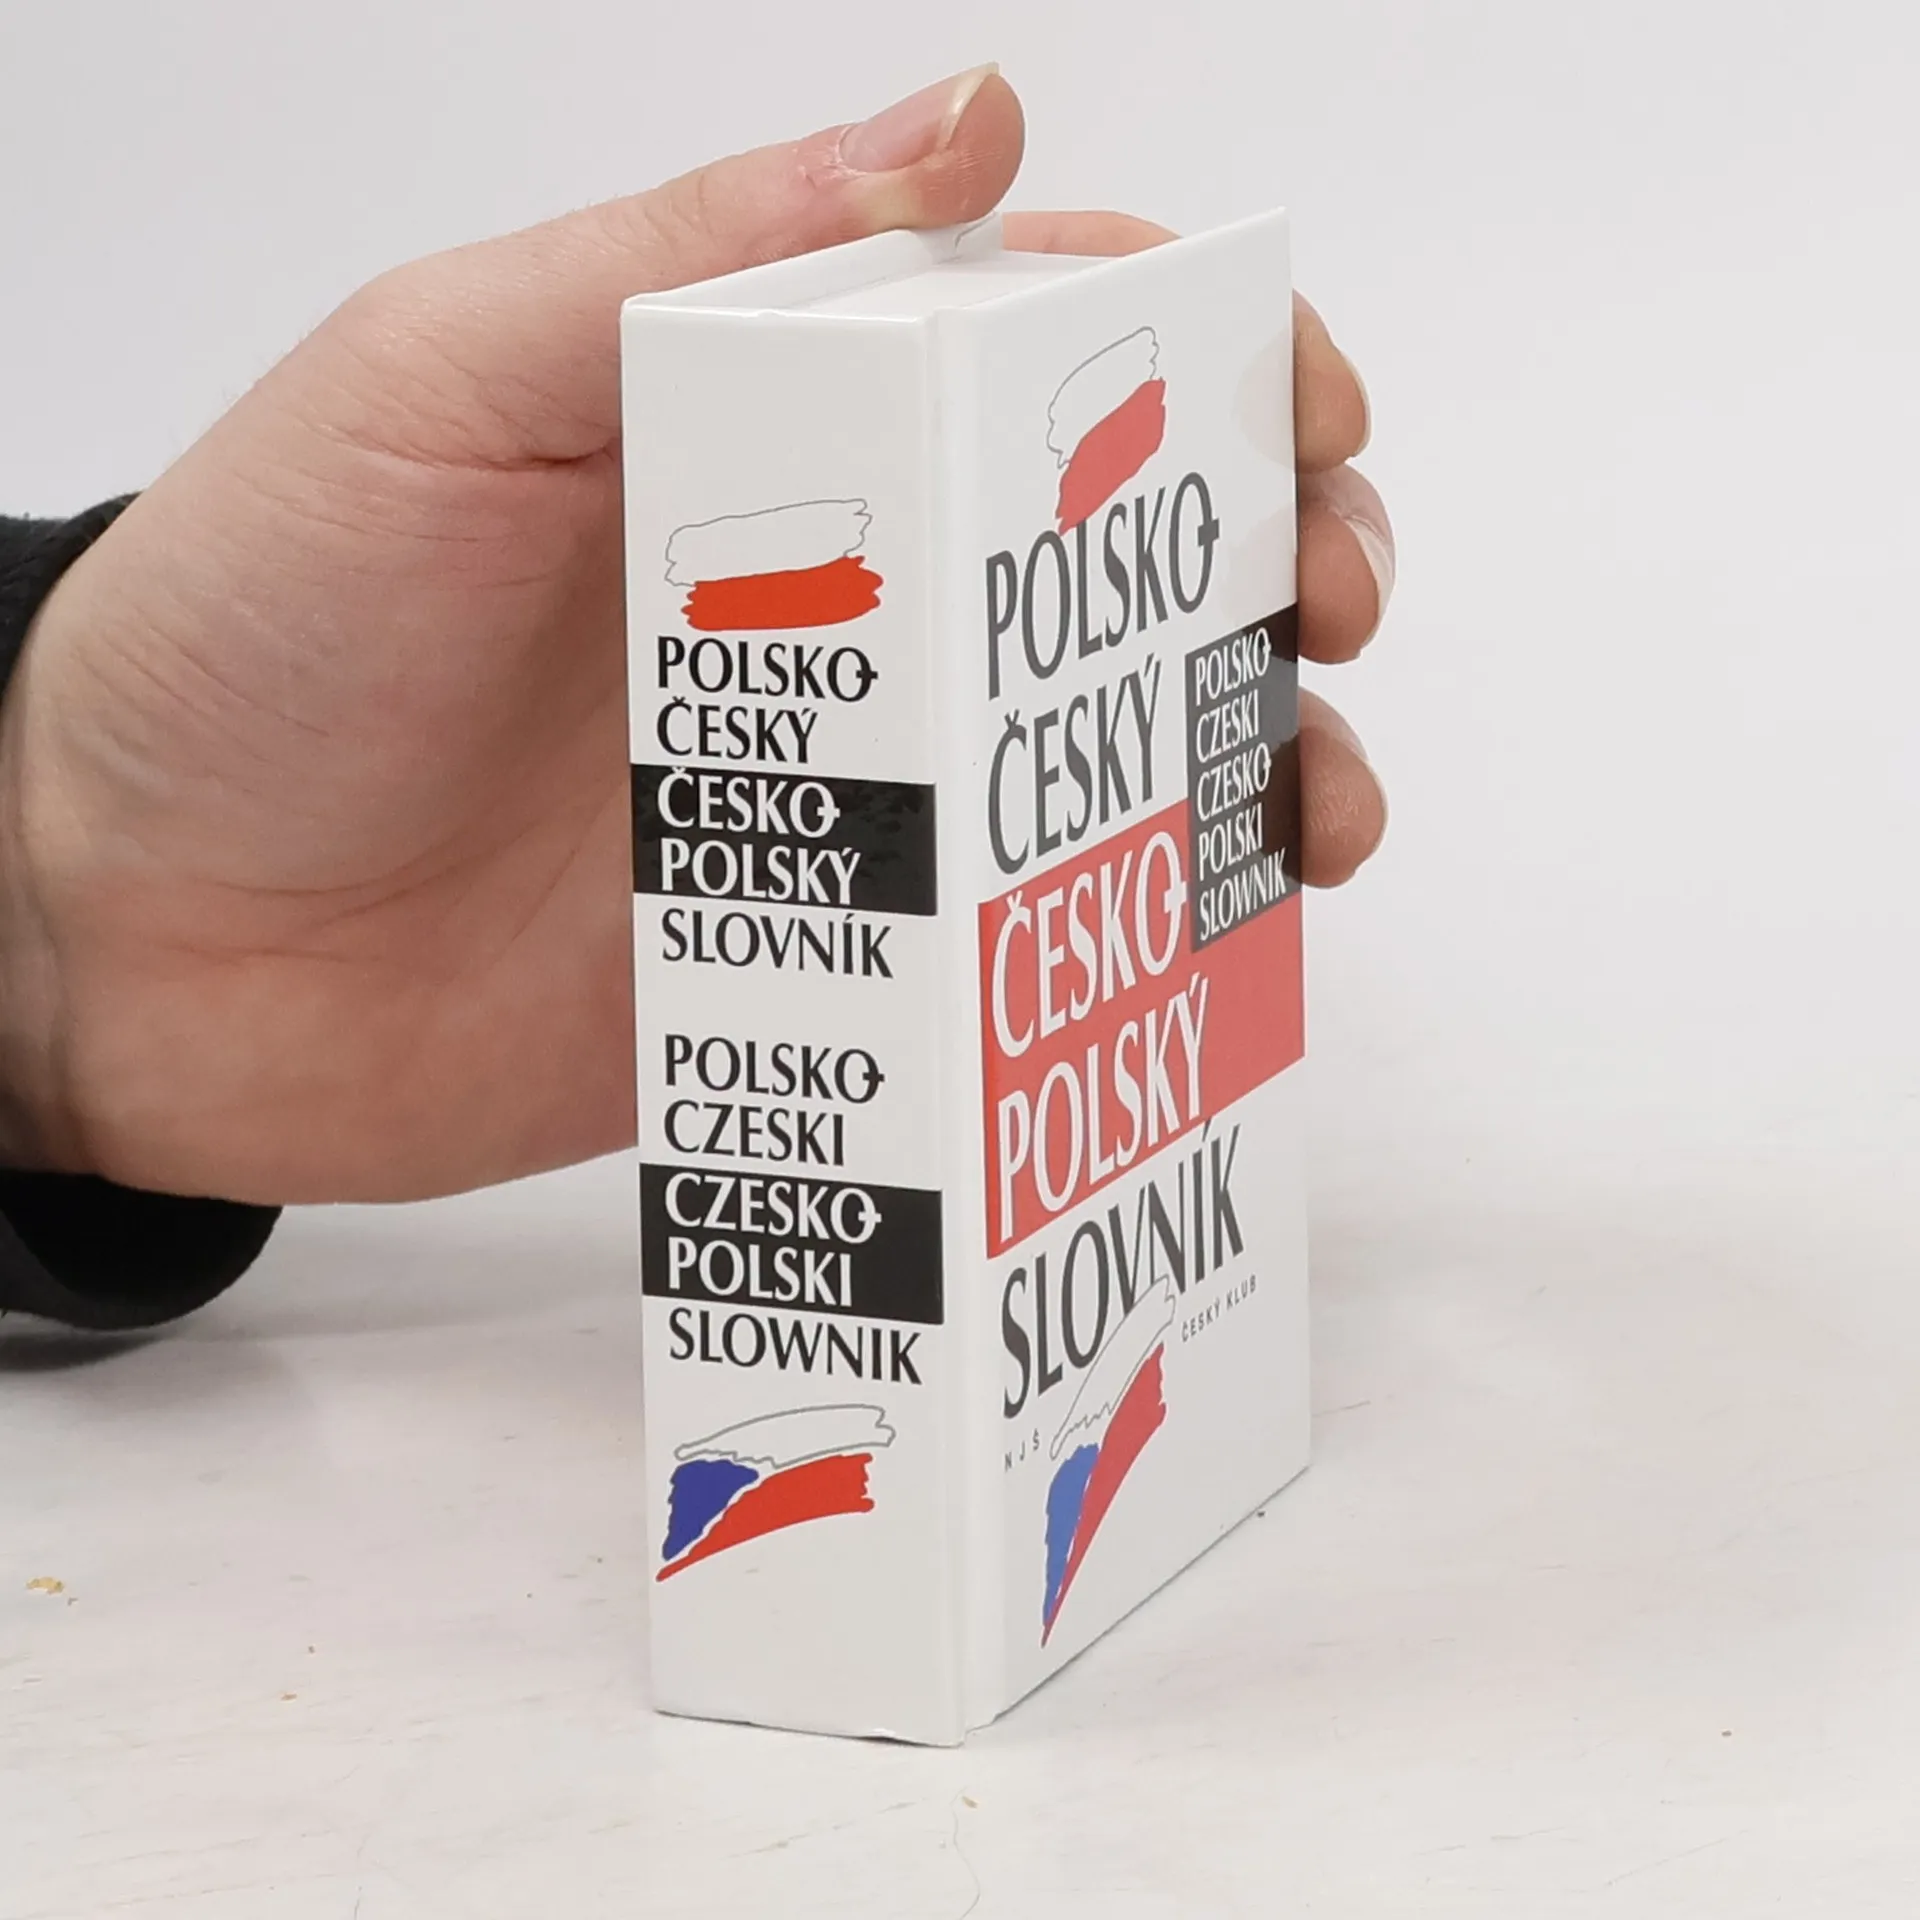 POLSKO-
ČESKÝ
ČESKO-
POLSKÝ
SLOVNÍK
POLSKO-
CZESKI
CZESKO-
POLSKI
SLOWNIK
POLSKO-
ČESKÝ
ČESKO-
POLSKÝ
SLOVNÍK
POLSKO-
CZESKI
CZESKO-
POLSKI
SLOWNIK
NJŠ
ČESKÝ KLUB